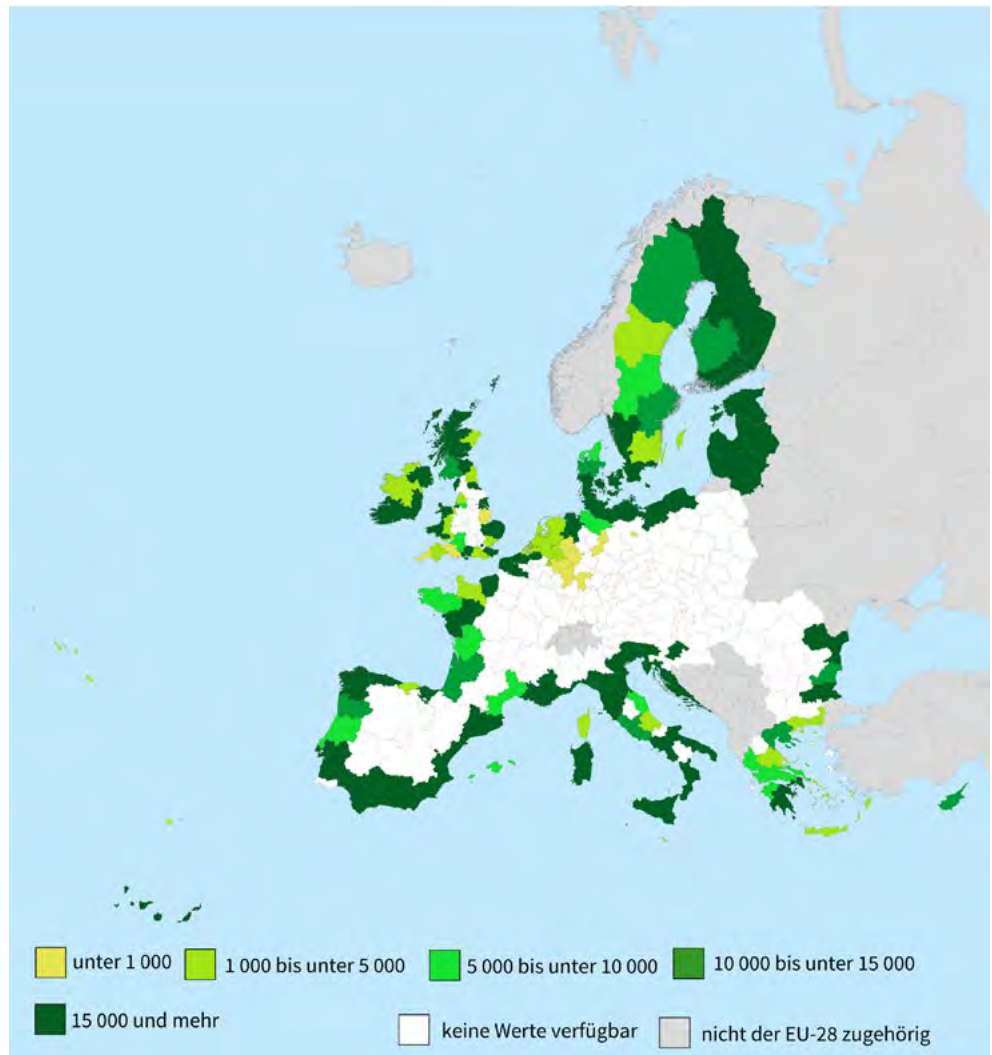 unter 1 000
1 000 bis unter 5 000
5 000 bis unter 10 000
10 000 bis unter 15 000
15 000 und mehr
keine Werte verfügbar
nicht der EU-28 zugehörig